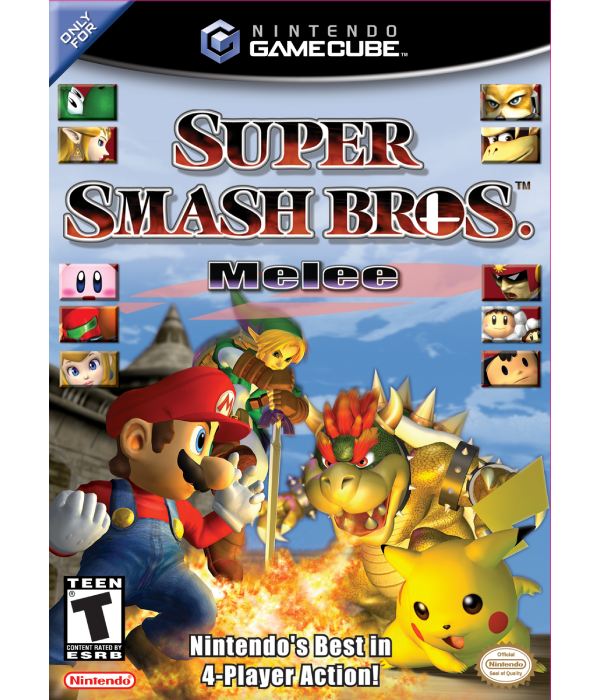 ONLY
FOR
NINTENDO
GAMECUBE™
SUPER
SMASH BROS.™
Melee
M
TEEN
T
CONTENT RATED BY
ESRB
Nintendo
Nintendo's Best in
4-Player Action!
Official
Nintendo
Seal of Quality